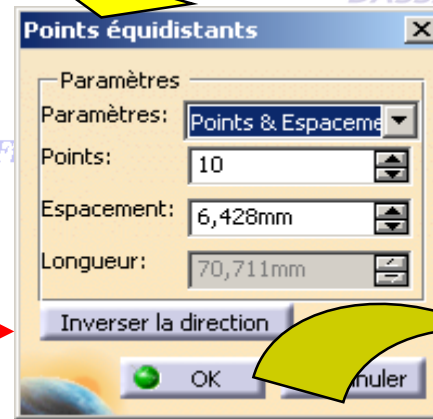 Points équidistants
Paramètres
Paramètres: Points & Espaceme
Points: 10
Espacement: 6,428mm
Longueur: 70,711mm
Inverser la direction
OK nuler